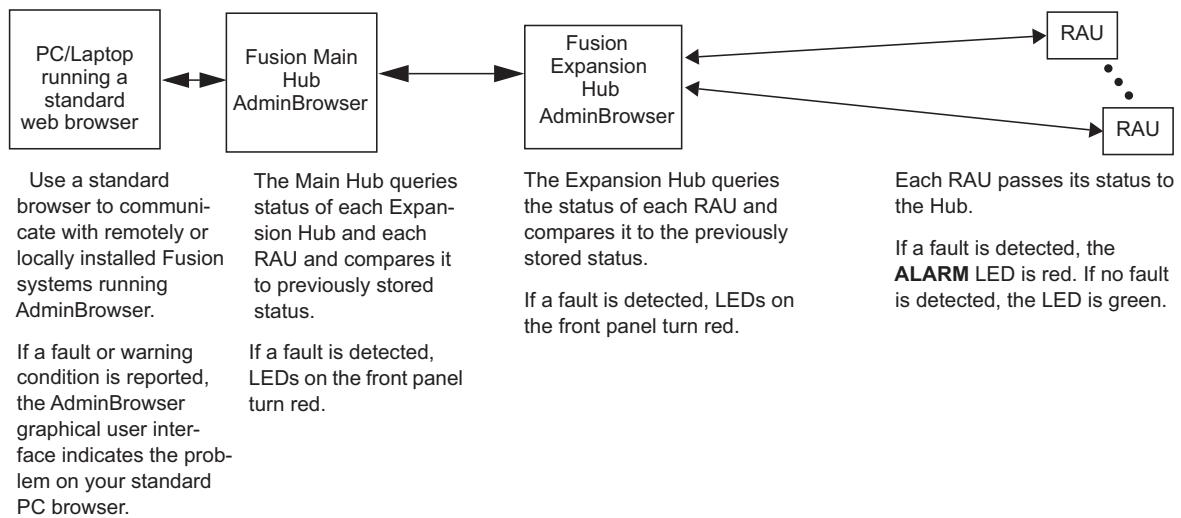 PC/Laptop
running a
standard
web browser
Fusion Main
Hub
AdminBrowser
Fusion
Expansion
Hub
AdminBrowser
RAU
RAU
Use a standard
browser to communi-
cate with remotely or
locally installed Fusion
systems running
AdminBrowser.
If a fault or warning
condition is reported,
the AdminBrowser
graphical user inter-
face indicates the prob-
lem on your standard
PC browser.
The Main Hub queries
status of each Expan-
sion Hub and each
RAU and compares it
to previously stored
status.
If a fault is detected,
LEDs on the front panel
turn red.
The Expansion Hub queries
the status of each RAU and
compares it to the previously
stored status.
If a fault is detected, LEDs on
the front panel turn red.
Each RAU passes its status to
the Hub.
If a fault is detected, the
ALARM LED is red. If no fault
is detected, the LED is green.